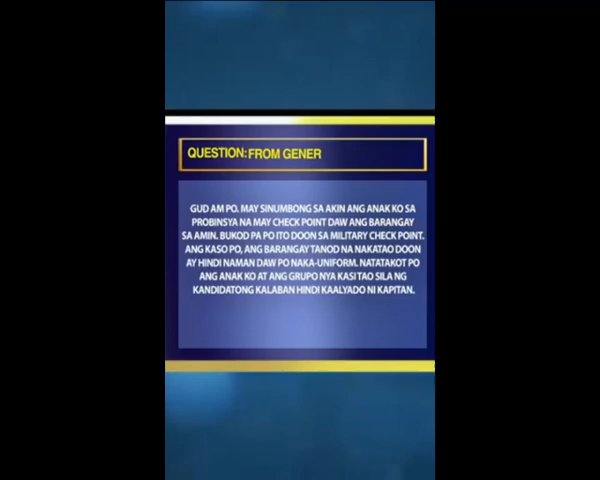 QUESTION: FROM GENER
GUD AM PO. MAY SINUMBONG SA AKIN ANG ANAK KO SA
PROBINSYA NA MAY CHECK POINT DAW ANG BARANGAY
SA AMIN. BUKOD PA PO ITO DOON SA MILITARY CHECK POINT.
ANG KASO PO, ANG BARANGAY TANOD NA NAKATAO DOON
AY HINDI NAMAN DAW PO NAKA-UNIFORM. NATATAKOT PO
ANG ANAK KO AT ANG GRUPO NYA KASI TAO SILA NG
KANDIDATONG KALABAN HINDI KAALYADO NI KAPITAN.